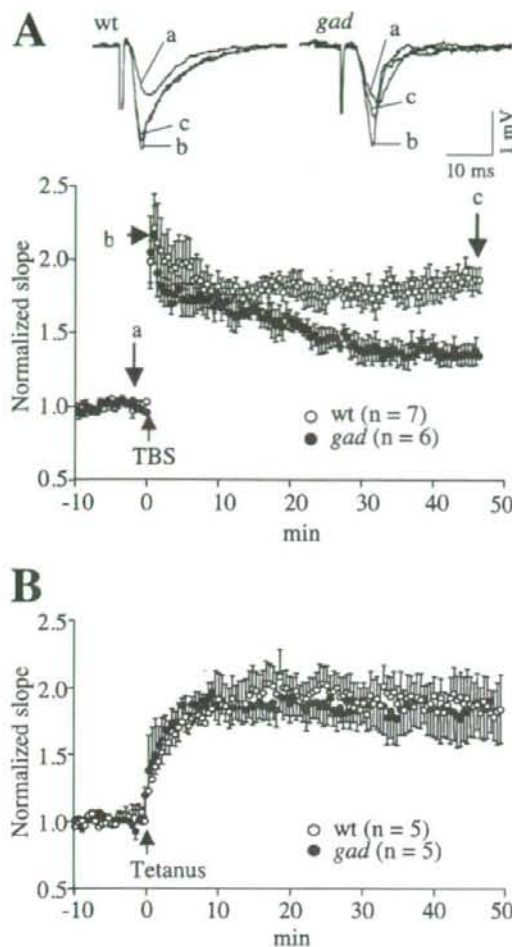 A
wt
a
c
b
gad
a
c
b
1 mV
10 ms
Normalized slope
2.5
2.0
1.5
1.0
0.5
b
a
c
TBS
wt (n = 7)
gad (n = 6)
-10 0 10 20 30 40 50
min
B
Normalized slope
2.5
2.0
1.5
1.0
0.5
Tetanus
wt (n = 5)
gad (n = 5)
-10 0 10 20 30 40 50
min